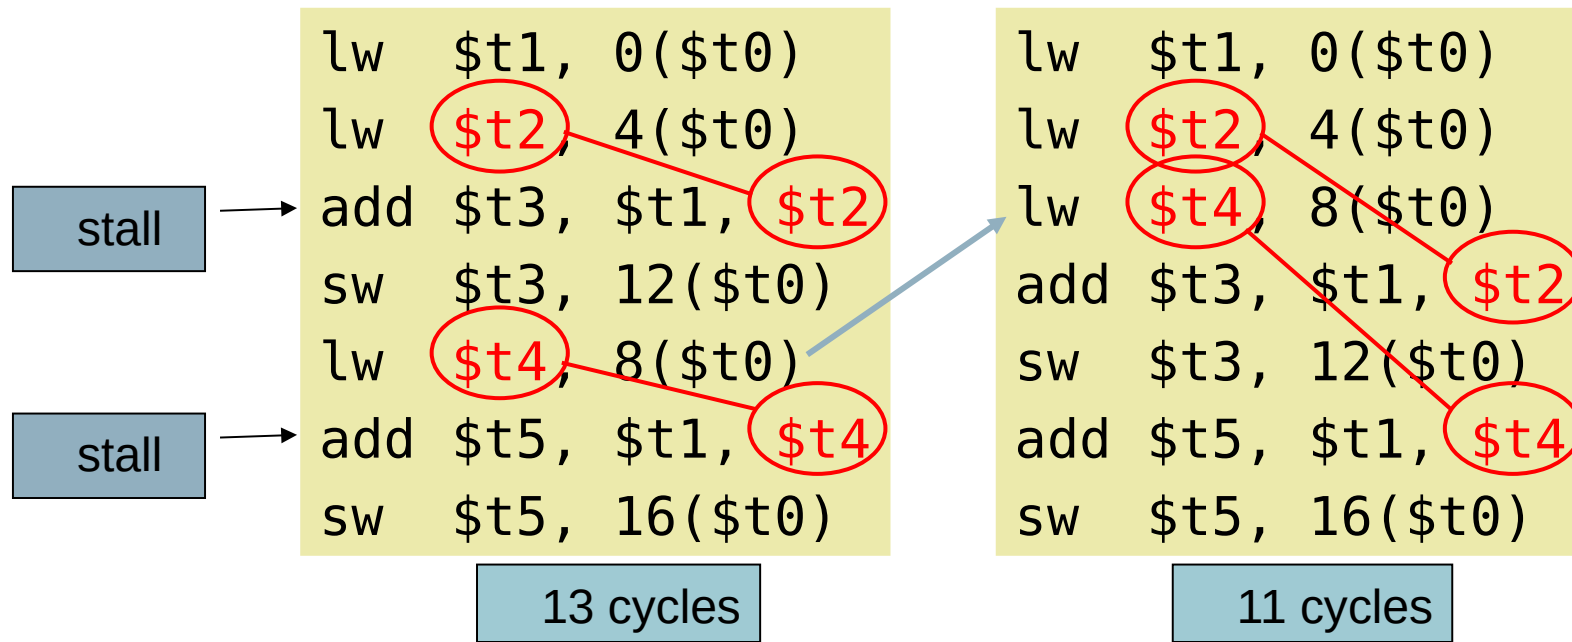 lw $t1, 0($t0)
lw $t2, 4($t0)
stall
add $t3, $t1, $t2
sw $t3, 12($t0)
lw $t4, 8($t0)
stall
add $t5, $t1, $t4
sw $t5, 16($t0)
13 cycles
lw $t1, 0($t0)
lw $t2, 4($t0)
lw $t4, 8($t0)
add $t3, $t1, $t2
sw $t3, 12($t0)
add $t5, $t1, $t4
sw $t5, 16($t0)
11 cycles